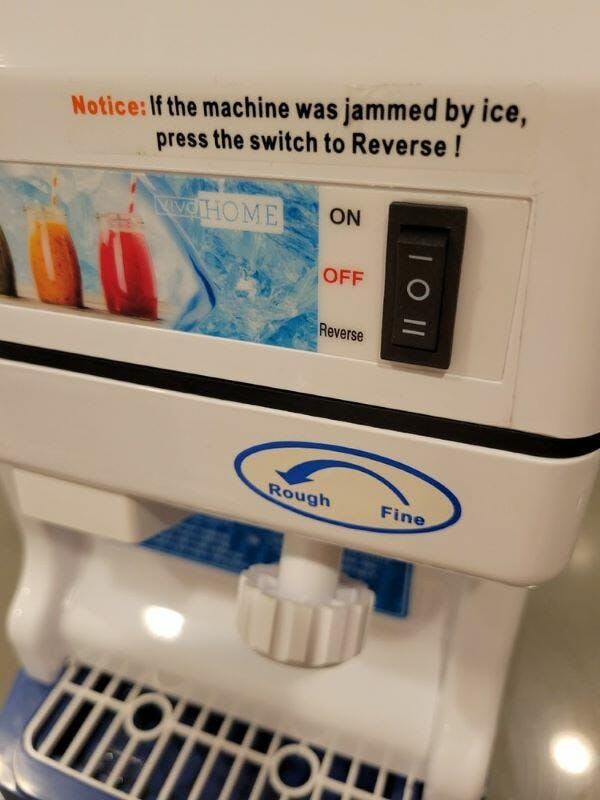 Notice: If the machine was jammed by ice,
press the switch to Reverse !
VIVOHOME
ON
OFF
Reverse
Rough
Fine